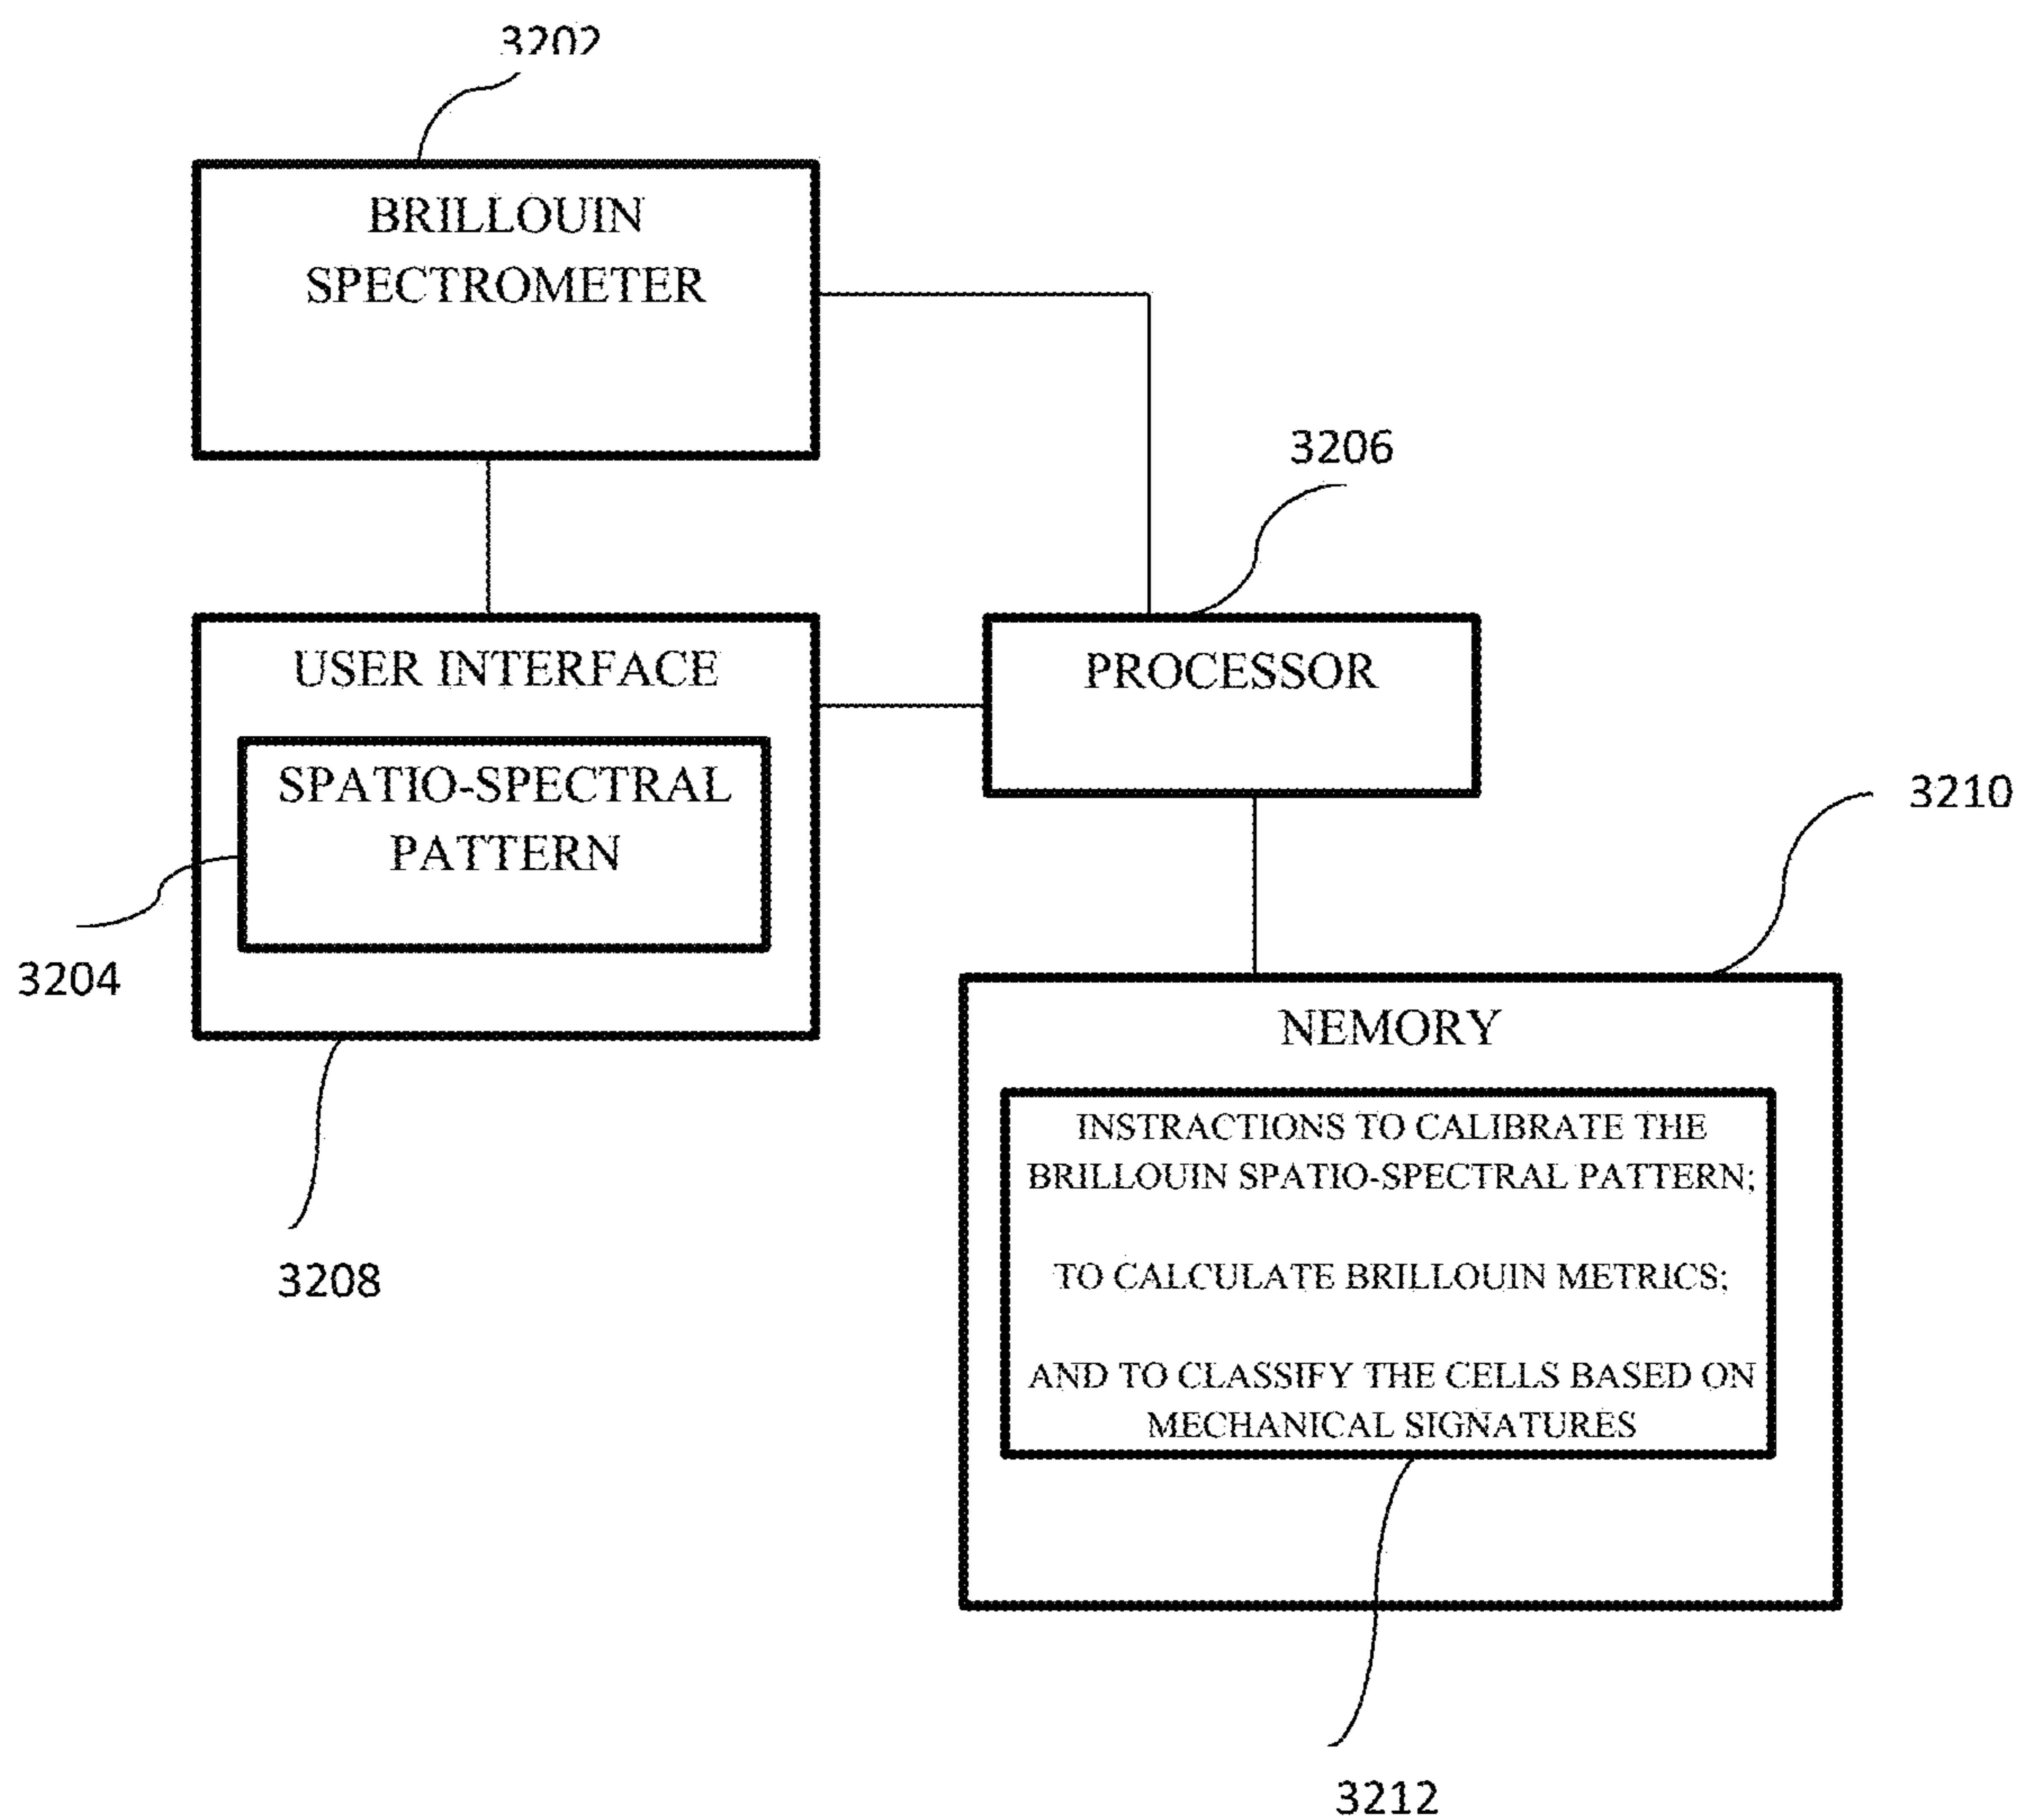 3202
BRILLOUIN
SPECTROMETER
3206
USER INTERFACE
PROCESSOR
SPATIO-SPECTRAL
PATTERN
3210
3204
NEMORY
INSTRACTIONS TO CALIBRATE THE
BRILLOUIN SPATIO-SPECTRAL PATTERN;
3208
TO CALCULATE BRILLOUIN METRICS;
AND TO CLASSIFY THE CELLS BASED ON
MECHANICAL SIGNATURES
3212